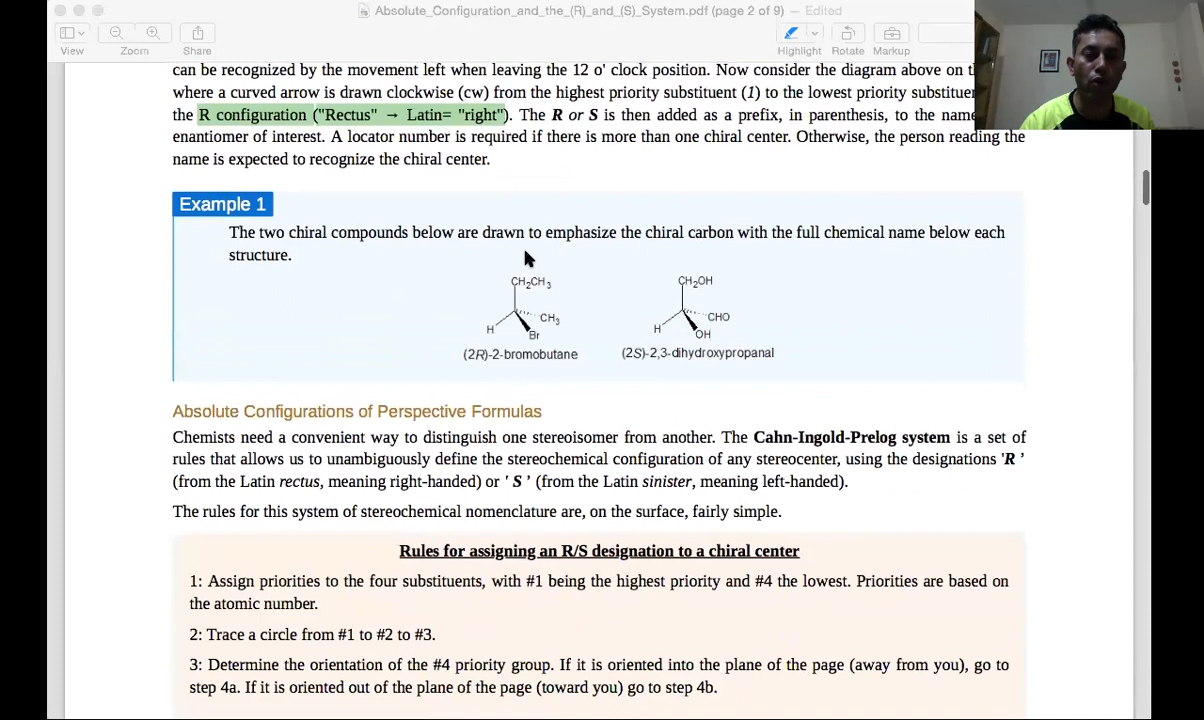 Absolute_Configuration_and_the_(R)_and_(S)_System.pdf (page 2 of 9) — Edited
View
Zoom
Share
Highlight
Rotate
Markup
can be recognized by the movement left when leaving the 12 o' clock position. Now consider the diagram above on
where a curved arrow is drawn clockwise (cw) from the highest priority substituent (1) to the lowest priority
the R configuration ("Rectus" → Latin= "right"). The R or S is then added as a prefix, in parenthesis, to the
enantiomer of interest. A locator number is required if there is more than one chiral center. Otherwise, the person reading the
name is expected to recognize the chiral center.
Example 1
The two chiral compounds below are drawn to emphasize the chiral carbon with the full chemical name below each
structure.
CH2CH3 CH2OH
H CH3 H CHO
Br OH
(2R)-2-bromobutane (2S)-2,3-dihydroxypropanal
Absolute Configurations of Perspective Formulas
Chemists need a convenient way to distinguish one stereoisomer from another. The Cahn-Ingold-Prelog system is a set of
rules that allows us to unambiguously define the stereochemical configuration of any stereocenter, using the designations 'R ’
(from the Latin rectus, meaning right-handed) or ' S ’ (from the Latin sinister, meaning left-handed).
The rules for this system of stereochemical nomenclature are, on the surface, fairly simple.
Rules for assigning an R/S designation to a chiral center
1: Assign priorities to the four substituents, with #1 being the highest priority and #4 the lowest. Priorities are based on
the atomic number.
2: Trace a circle from #1 to #2 to #3.
3: Determine the orientation of the #4 priority group. If it is oriented into the plane of the page (away from you), go to
step 4a. If it is oriented out of the plane of the page (toward you) go to step 4b.